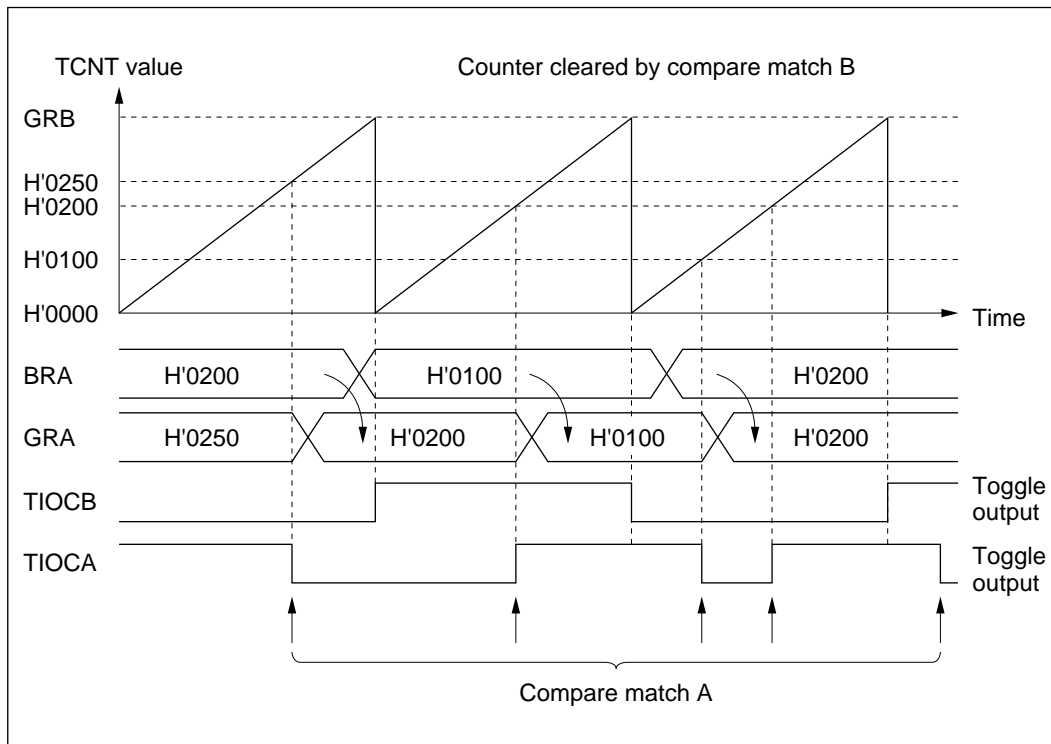 TCNT value
Counter cleared by compare match B
GRB
H'0250
H'0200
H'0100
H'0000
Time
BRA
H'0200
H'0100
H'0200
GRA
H'0250
H'0200
H'0100
H'0200
TIOCB
Toggle
output
TIOCA
Toggle
output
Compare match A